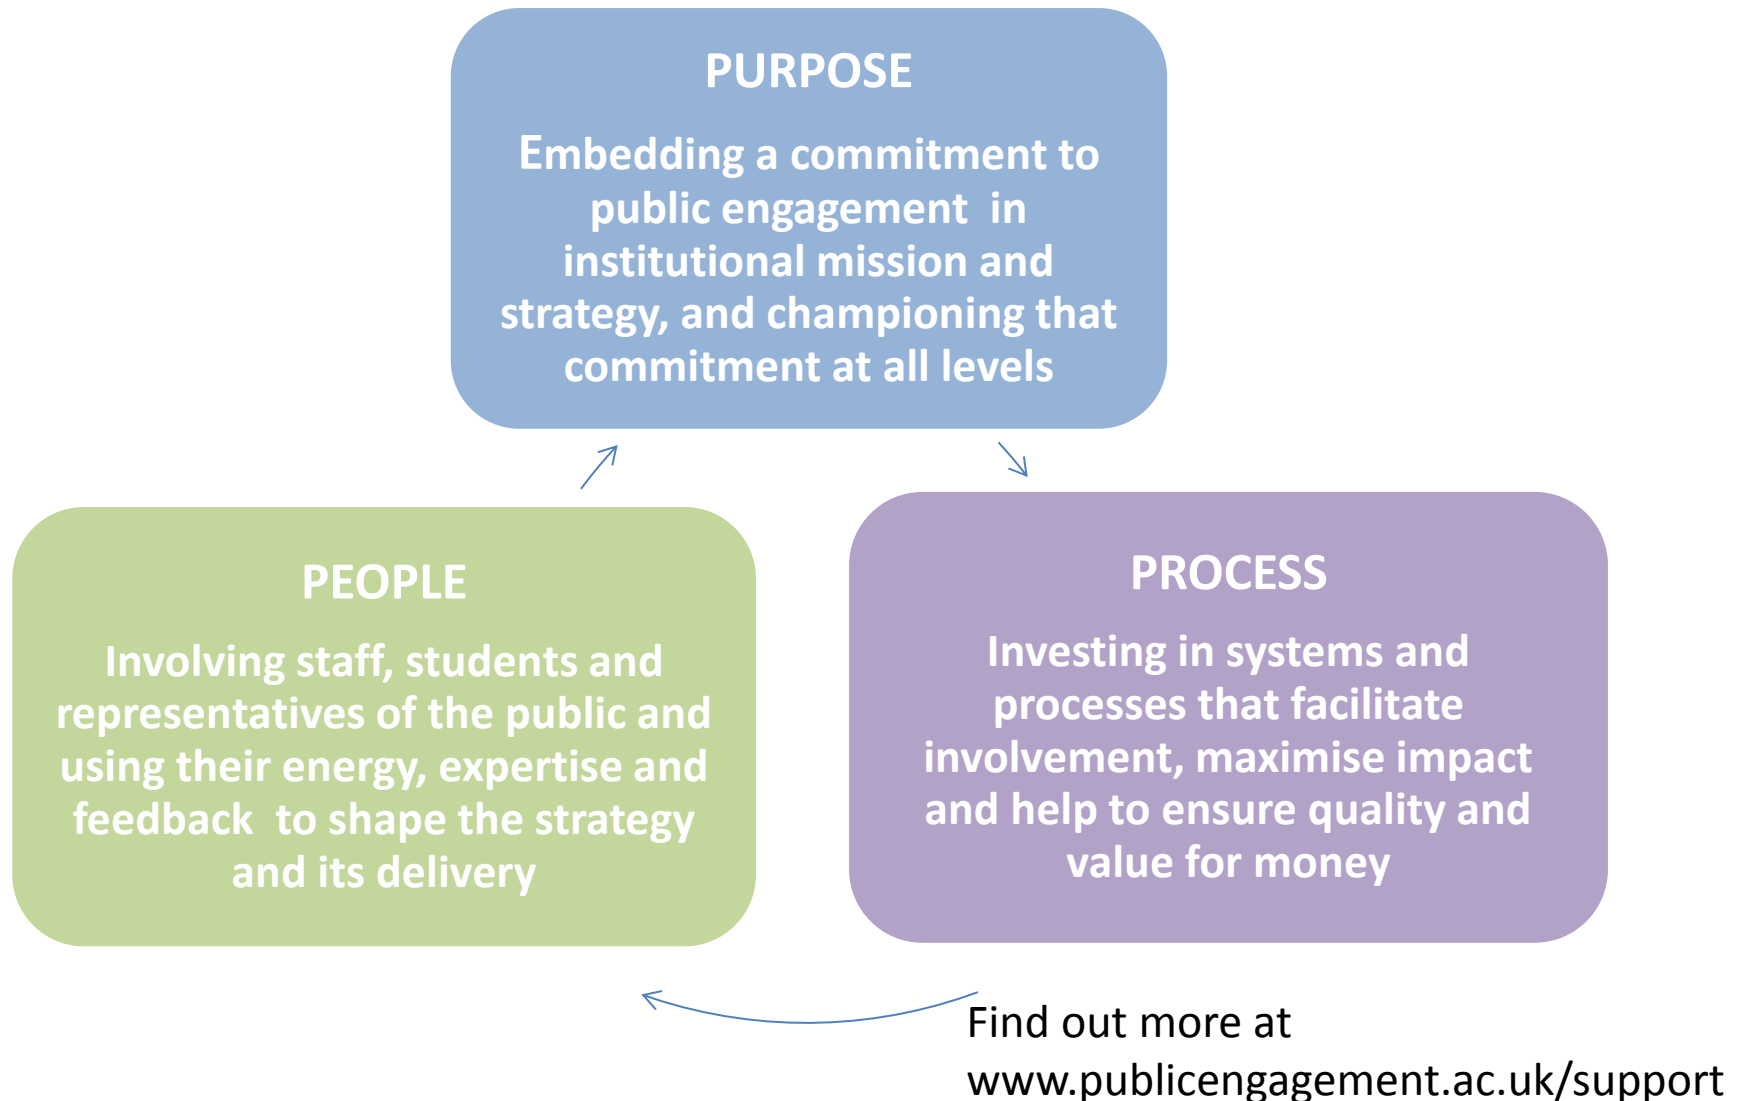 PURPOSE
Embedding a commitment to
public engagement  in
institutional mission and
strategy, and championing that
commitment at all levels
PEOPLE
Involving staff, students and
representatives of the public and
using their energy, expertise and
feedback  to shape the strategy
and its delivery
PROCESS
Investing in systems and
processes that facilitate
involvement, maximise impact
and help to ensure quality and
value for money
Find out more at
www.publicengagement.ac.uk/support